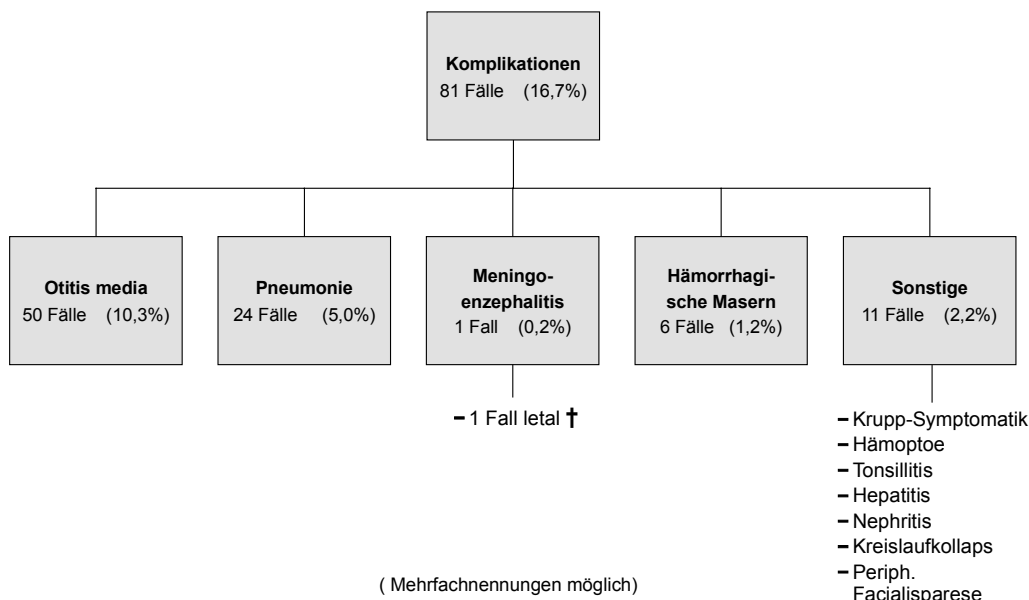 Komplikationen
81 Fälle (16,7%)
Otitis media
50 Fälle (10,3%)
Pneumonie
24 Fälle (5,0%)
Meningo-
enzephalitis
1 Fall (0,2%)
Hämorrhagi-
sche Masern
6 Fälle (1,2%)
Sonstige
11 Fälle (2,2%)
– 1 Fall letal †
– Krupp-Symptomatik
– Hämoptoe
– Tonsillitis
– Hepatitis
– Nephritis
– Kreislaufkollaps
– Periph.
Facialisparese
( Mehrfachnennungen möglich)